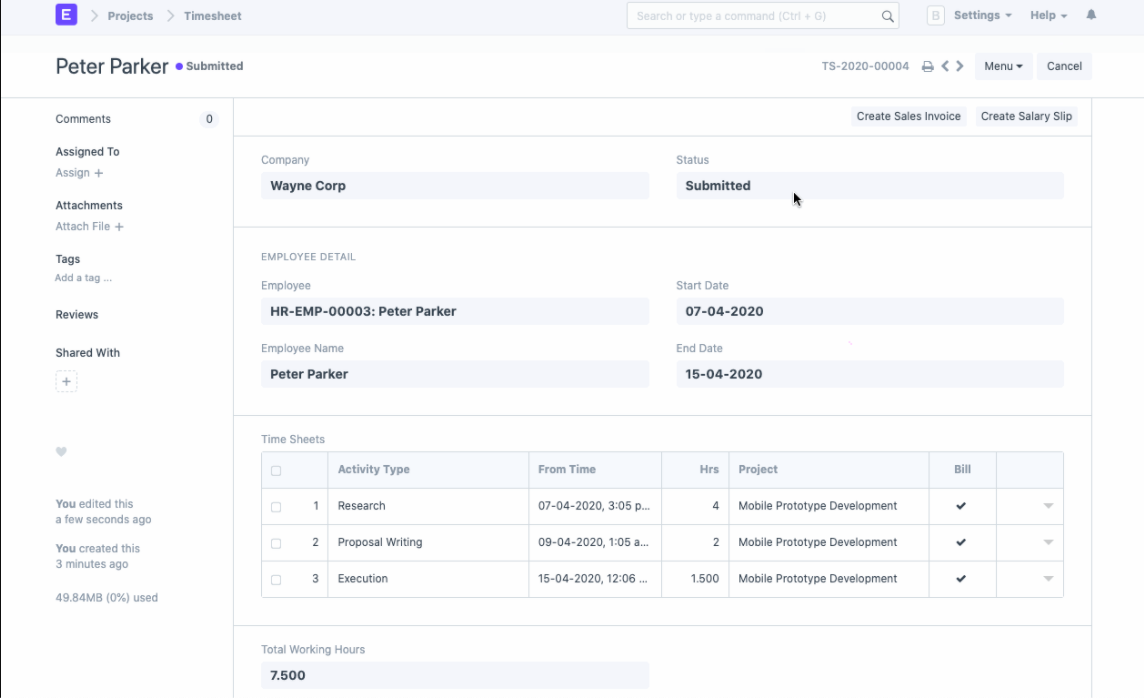 E Projects Timesheet Search or type a command (Ctrl + G) B Settings Help
Peter Parker Submitted TS-2020-00004 Menu Cancel
Comments 0
Assigned To
Assign +
Attachments
Attach File +
Tags
Add a tag ...
Reviews
Shared With
+
You edited this
a few seconds ago
You created this
3 minutes ago
49.84MB (0%) used
Create Sales Invoice Create Salary Slip
Company Status
Wayne Corp Submitted
EMPLOYEE DETAIL
Employee Start Date
HR-EMP-00003: Peter Parker 07-04-2020
Employee Name End Date
Peter Parker 15-04-2020
Time Sheets
Activity Type From Time Hrs Project Bill
1 Research 07-04-2020, 3:05 p... 4 Mobile Prototype Development ✔
2 Proposal Writing 09-04-2020, 1:05 a... 2 Mobile Prototype Development ✔
3 Execution 15-04-2020, 12:06 ... 1.500 Mobile Prototype Development ✔
Total Working Hours
7.500